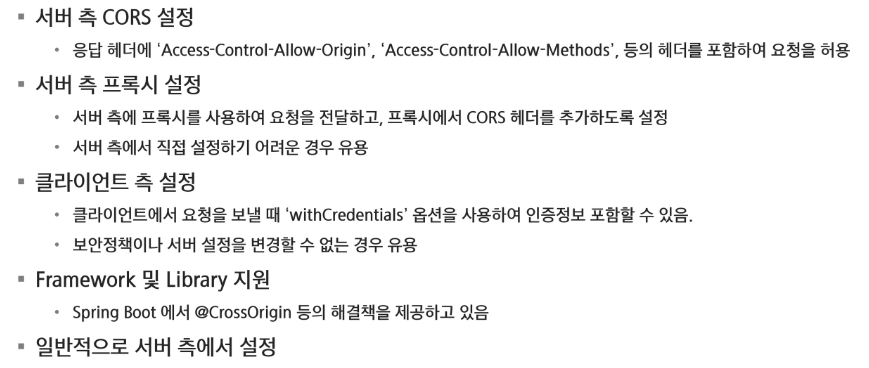 ▪ 서버 측 CORS 설정
• 응답 헤더에 ‘Access-Control-Allow-Origin’, ‘Access-Control-Allow-Methods’, 등의 헤더를 포함하여 요청을 허용
▪ 서버 측 프록시 설정
• 서버 측에 프록시를 사용하여 요청을 전달하고, 프록시에서 CORS 헤더를 추가하도록 설정
• 서버 측에서 직접 설정하기 어려운 경우 유용
▪ 클라이언트 측 설정
• 클라이언트에서 요청을 보낼 때 ‘withCredentials’ 옵션을 사용하여 인증정보 포함할 수 있음.
• 보안정책이나 서버 설정을 변경할 수 없는 경우 유용
▪ Framework 및 Library 지원
• Spring Boot 에서 @CrossOrigin 등의 해결책을 제공하고 있음
▪ 일반적으로 서버 측에서 설정